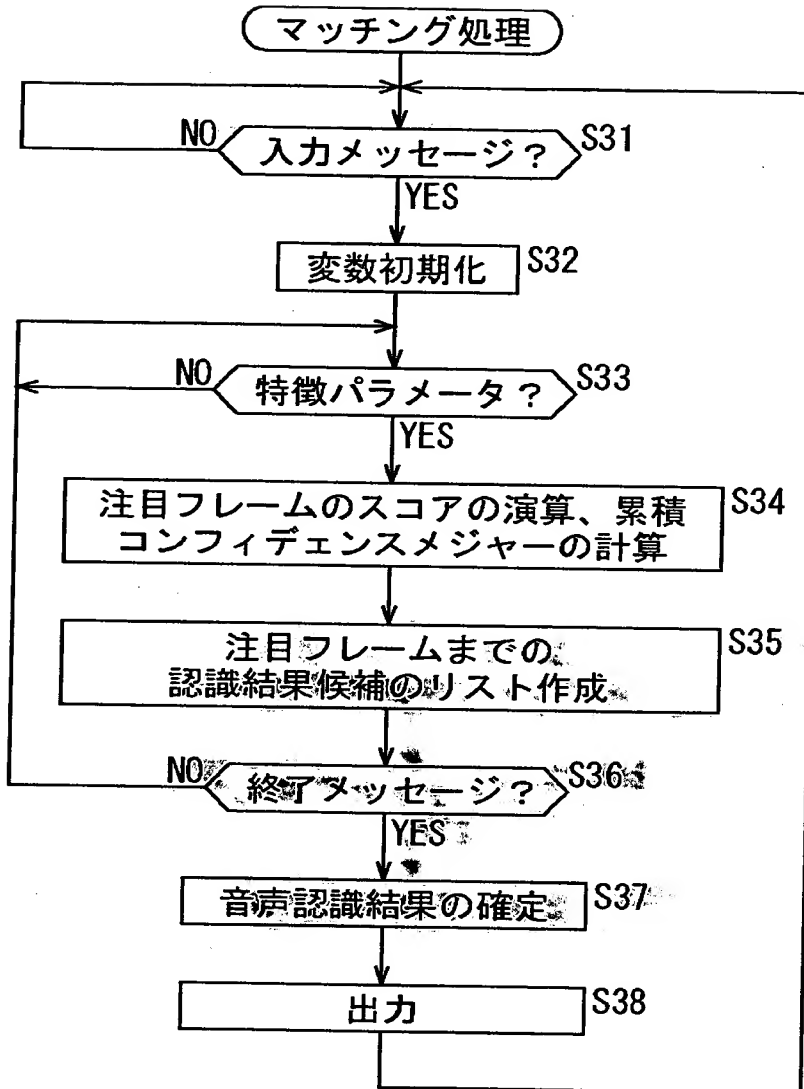 マッチング処理
NO
入力メッセージ?
S31
YES
変数初期化
S32
NO
特徴パラメータ?
S33
YES
注目フレームのスコアの演算、累積
コンフィデェンスメジャーの計算
S34
注目フレームまでの
認識結果候補のリスト作成
S35
NO
終了メッセージ?
S36
YES
音声認識結果の確定
S37
出力
S38